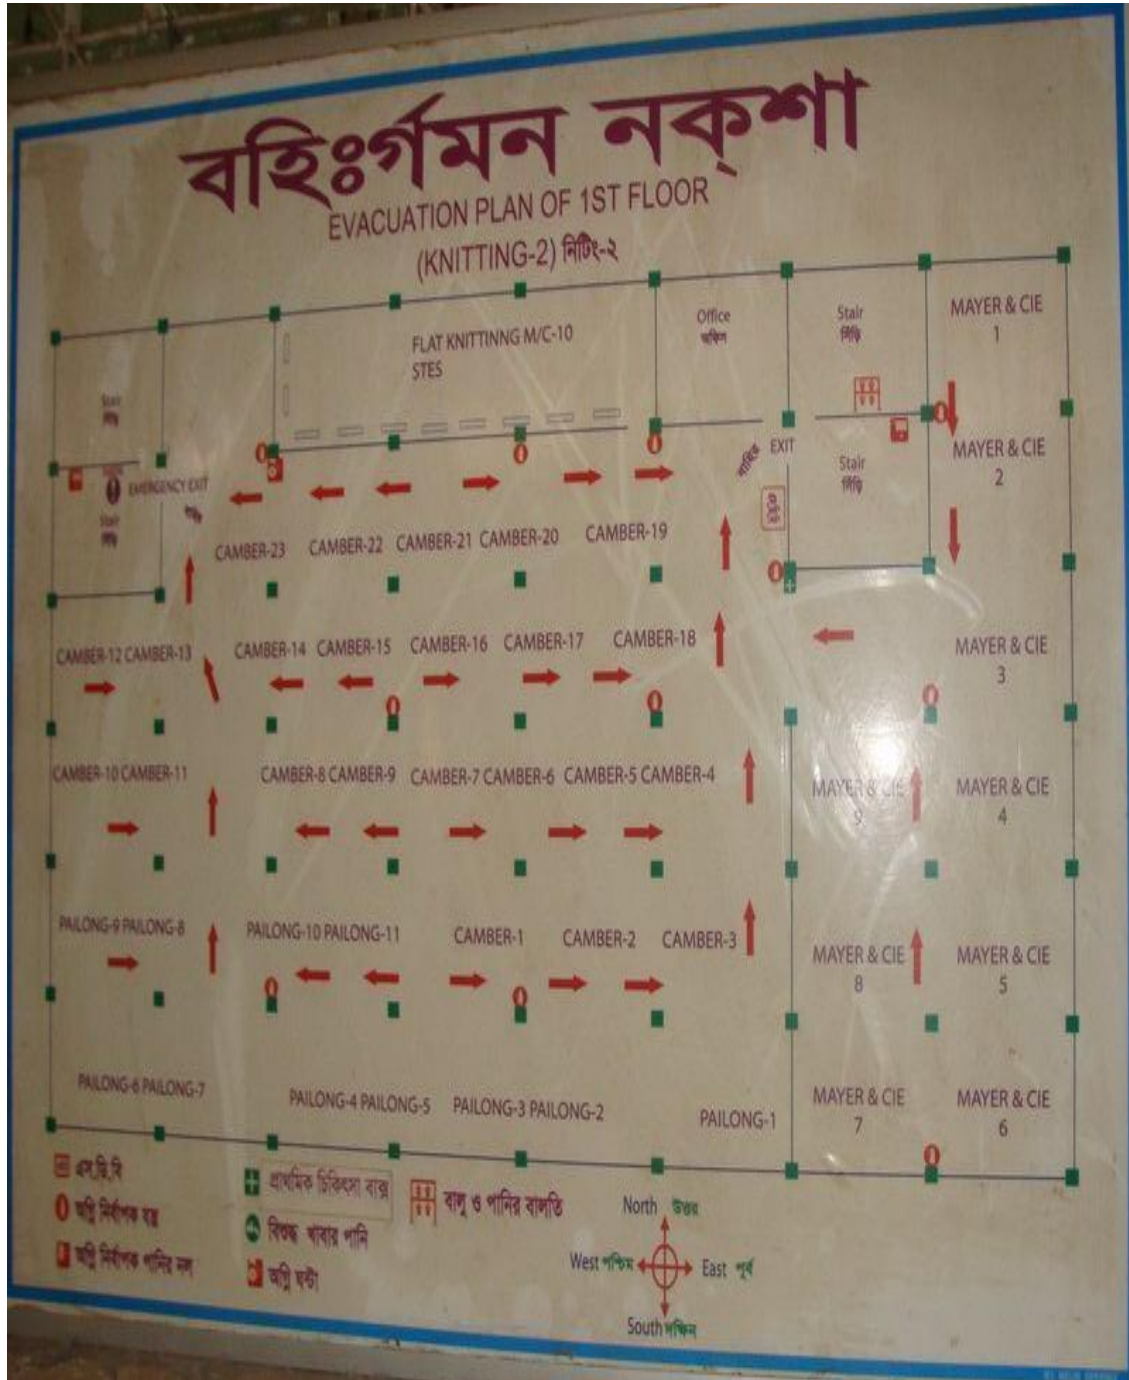 বহিঃর্গমন নক্‌শা
EVACUATION PLAN OF 1ST FLOOR
(KNITTING-2) নিটিং-২
FLAT KNITTINNG M/C-10
STES
Office
অফিস
Stair
সিঁড়ি
MAYER & CIE
1
Stair
সিঁড়ি
EXIT
Stair
সিঁড়ি
MAYER & CIE
2
EMERGENCY EXIT
Stair
সিঁড়ি
CAMBER-23 CAMBER-22 CAMBER-21 CAMBER-20 CAMBER-19
CAMBER-12 CAMBER-13 CAMBER-14 CAMBER-15 CAMBER-16 CAMBER-17 CAMBER-18
MAYER & CIE
3
CAMBER-10 CAMBER-11 CAMBER-8 CAMBER-9 CAMBER-7 CAMBER-6 CAMBER-5 CAMBER-4
MAYER & CIE
9
MAYER & CIE
4
PAILONG-9 PAILONG-8 PAILONG-10 PAILONG-11 CAMBER-1 CAMBER-2 CAMBER-3
MAYER & CIE
8
MAYER & CIE
5
PAILONG-6 PAILONG-7 PAILONG-4 PAILONG-5 PAILONG-3 PAILONG-2 PAILONG-1
MAYER & CIE
7
MAYER & CIE
6
এস,ডি,বি
অগ্নি নির্বাপক যন্ত্র
অগ্নি নির্বাপক পানির নল
প্রাথমিক চিকিৎসা বাক্স
বিশুদ্ধ খাবার পানি
অগ্নি ঘন্টা
বালু ও পানির বালতি
North উত্তর
West পশ্চিম
East পূর্ব
South দক্ষিন